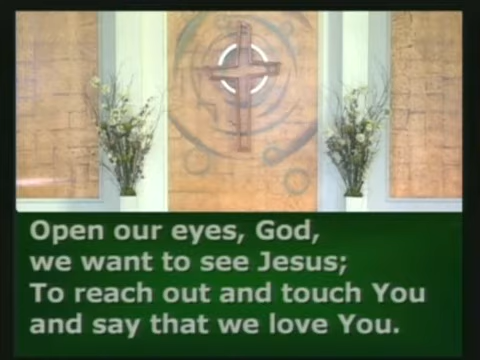 Open our eyes, God,
we want to see Jesus;
To reach out and touch You
and say that we love You.